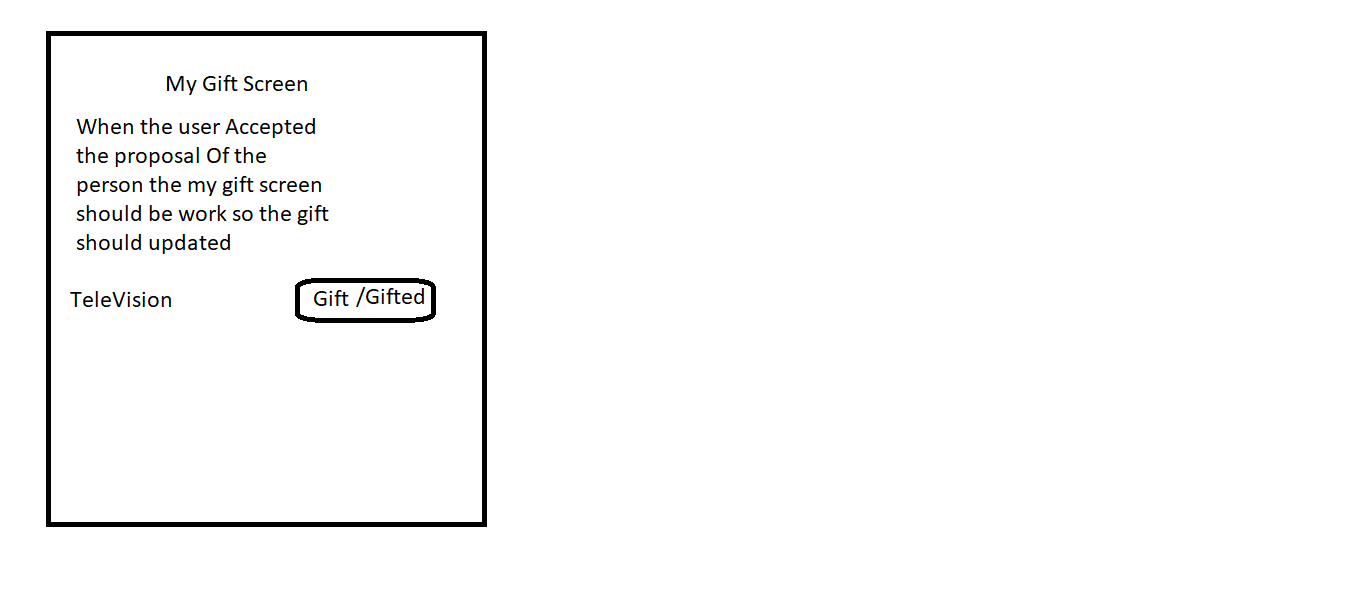 My Gift Screen
When the user Accepted
the proposal Of the
person the my gift screen
should be work so the gift
should updated
TeleVision Gift /Gifted